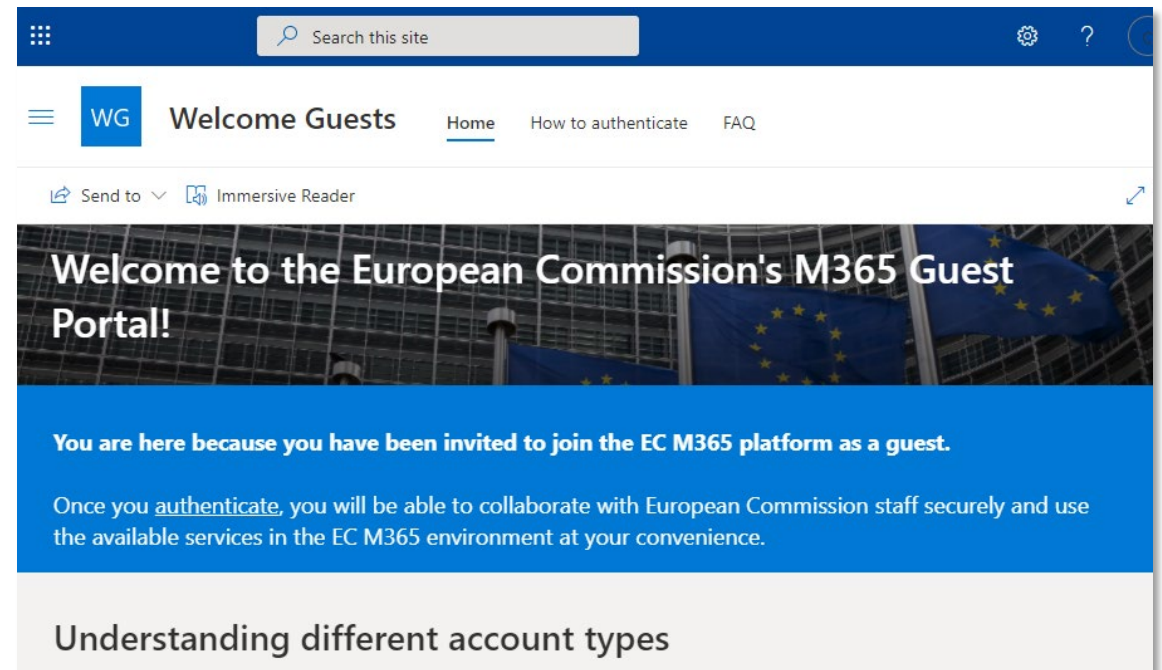 Search this site
?
WG Welcome Guests Home How to authenticate FAQ
Send to Immersive Reader
Welcome to the European Commission's M365 Guest
Portal!
You are here because you have been invited to join the EC M365 platform as a guest.
Once you authenticate, you will be able to collaborate with European Commission staff securely and use
the available services in the EC M365 environment at your convenience.
Understanding different account types